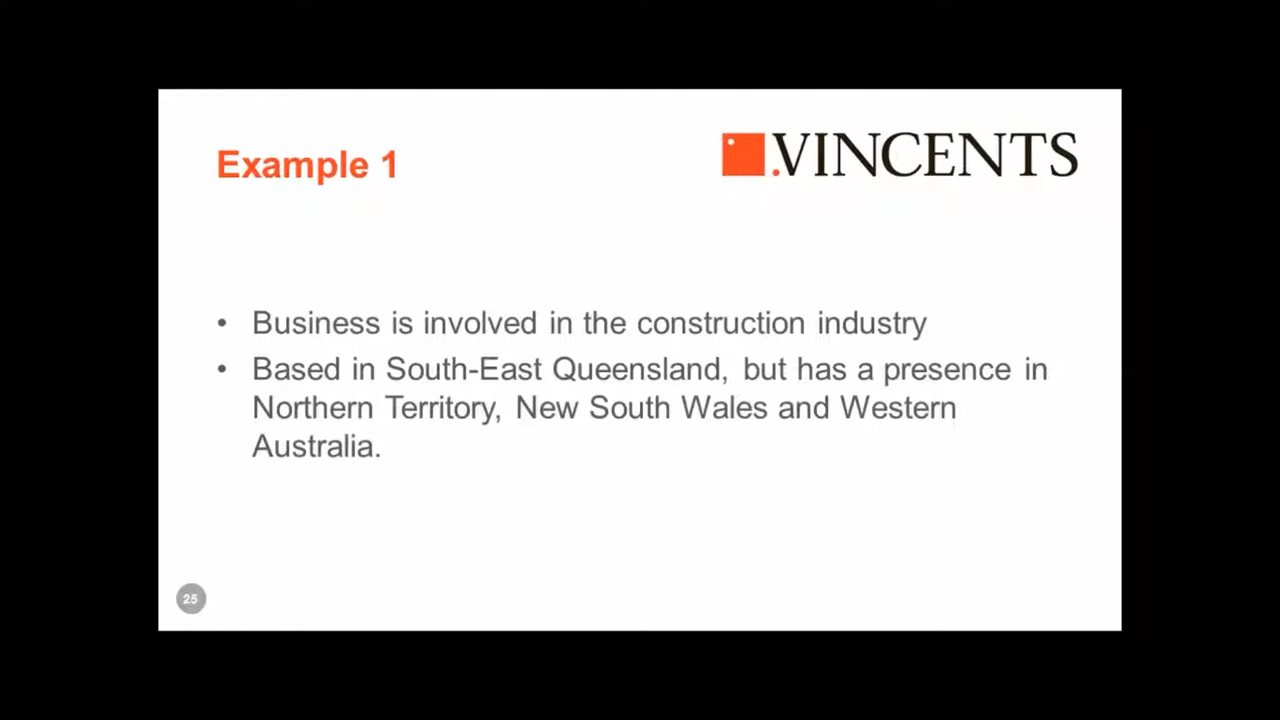 Example 1
.VINCENTS
• Business is involved in the construction industry
• Based in South-East Queensland, but has a presence in
Northern Territory, New South Wales and Western
Australia.
25